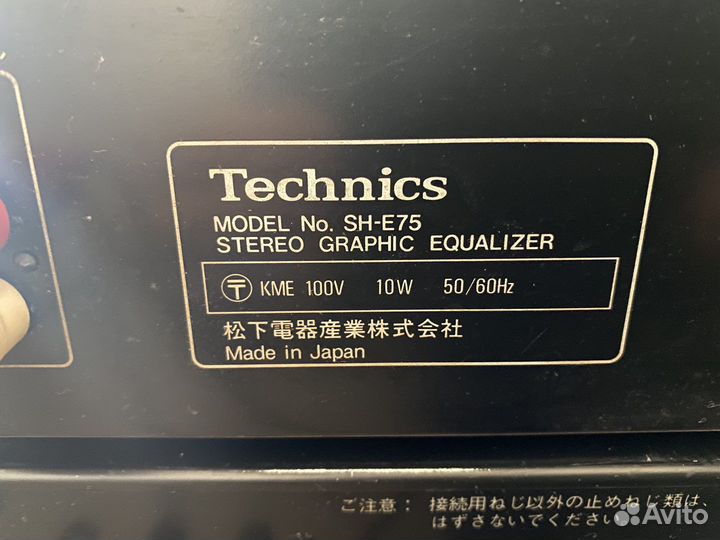 Technics
MODEL No. SH-E75
STEREO GRAPHIC EQUALIZER
〒 KME 100V 10W 50/60Hz
松下電器産業株式会社
Made in Japan
ご注意： 接続用ねじ以外の止めねじ類は、
はずさないでください
Avito